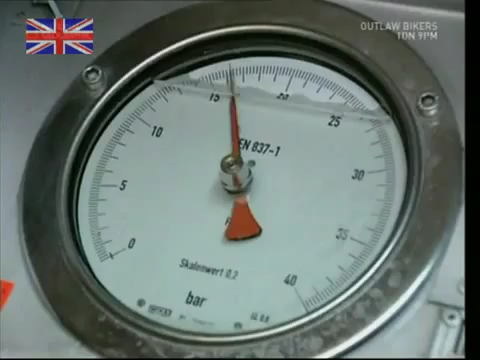 OUTLAW BIKERS
TON 9PM
15
20
10
25
EN 837-1
5
30
0
35
Skalenwert 0,2
40
bar